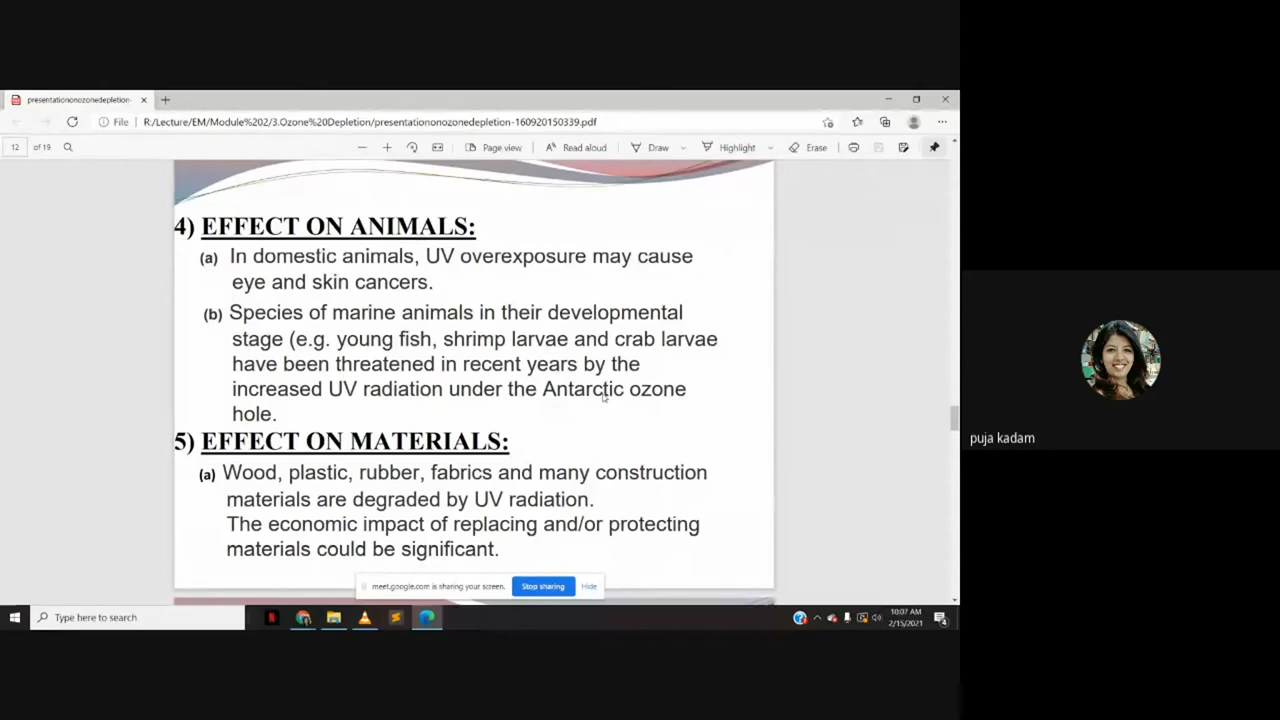 presentationonozonedepletion-
File R:/Lecture/EM/Module%202/3.Ozone%20Depletion/presentationonozonedepletion-160920150339.pdf
12 of 19 Page view Read aloud Draw Highlight Erase
4) EFFECT ON ANIMALS:
(a) In domestic animals, UV overexposure may cause
eye and skin cancers.
(b) Species of marine animals in their developmental
stage (e.g. young fish, shrimp larvae and crab larvae
have been threatened in recent years by the
increased UV radiation under the Antarctic ozone
hole.
5) EFFECT ON MATERIALS:
(a) Wood, plastic, rubber, fabrics and many construction
materials are degraded by UV radiation.
The economic impact of replacing and/or protecting
materials could be significant.
meet.google.com is sharing your screen. Stop sharing Hide
Type here to search
10:07 AM
2/15/2021
4
puja kadam